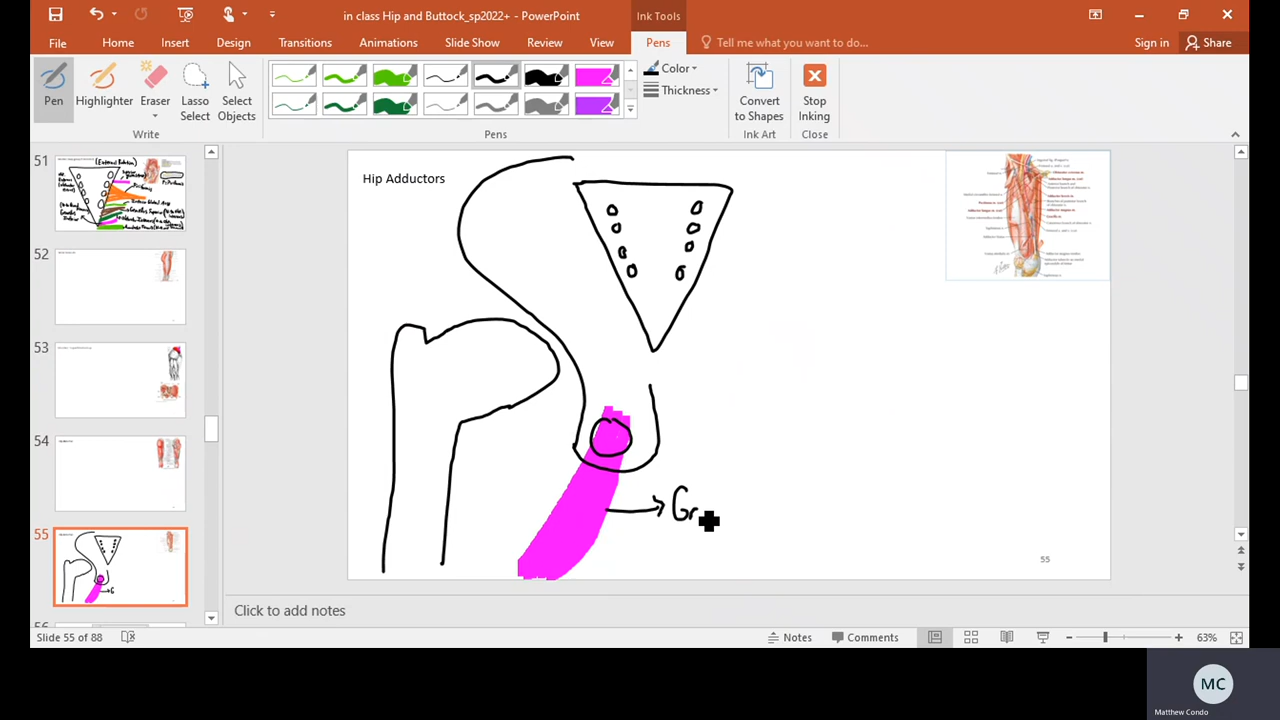 in class Hip and Buttock_sp2022+ - PowerPoint
Ink Tools
File
Home
Insert
Design
Transitions
Animations
Slide Show
Review
View
Pens
Tell me what you want to do...
Sign in
Share
Pen
Highlighter
Eraser
Lasso
Select
Select
Objects
Color
Thickness
Convert
to Shapes
Stop
Inking
Write
Pens
Ink Art
Close
51
52
53
54
55
56
p Adductors
Gr
55
Click to add notes
Slide 55 of 88
Notes
Comments
63%
MC
Matthew Condo